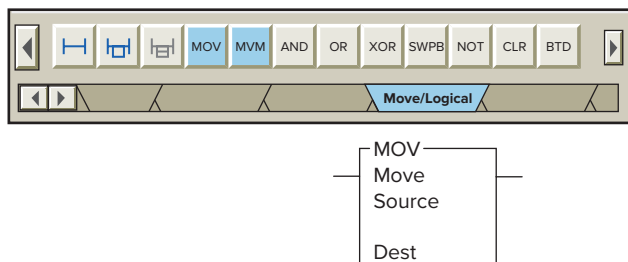 MOV MVM AND OR XOR SWPB NOT CLR BTD
Move/Logical
MOV
Move
Source
Dest